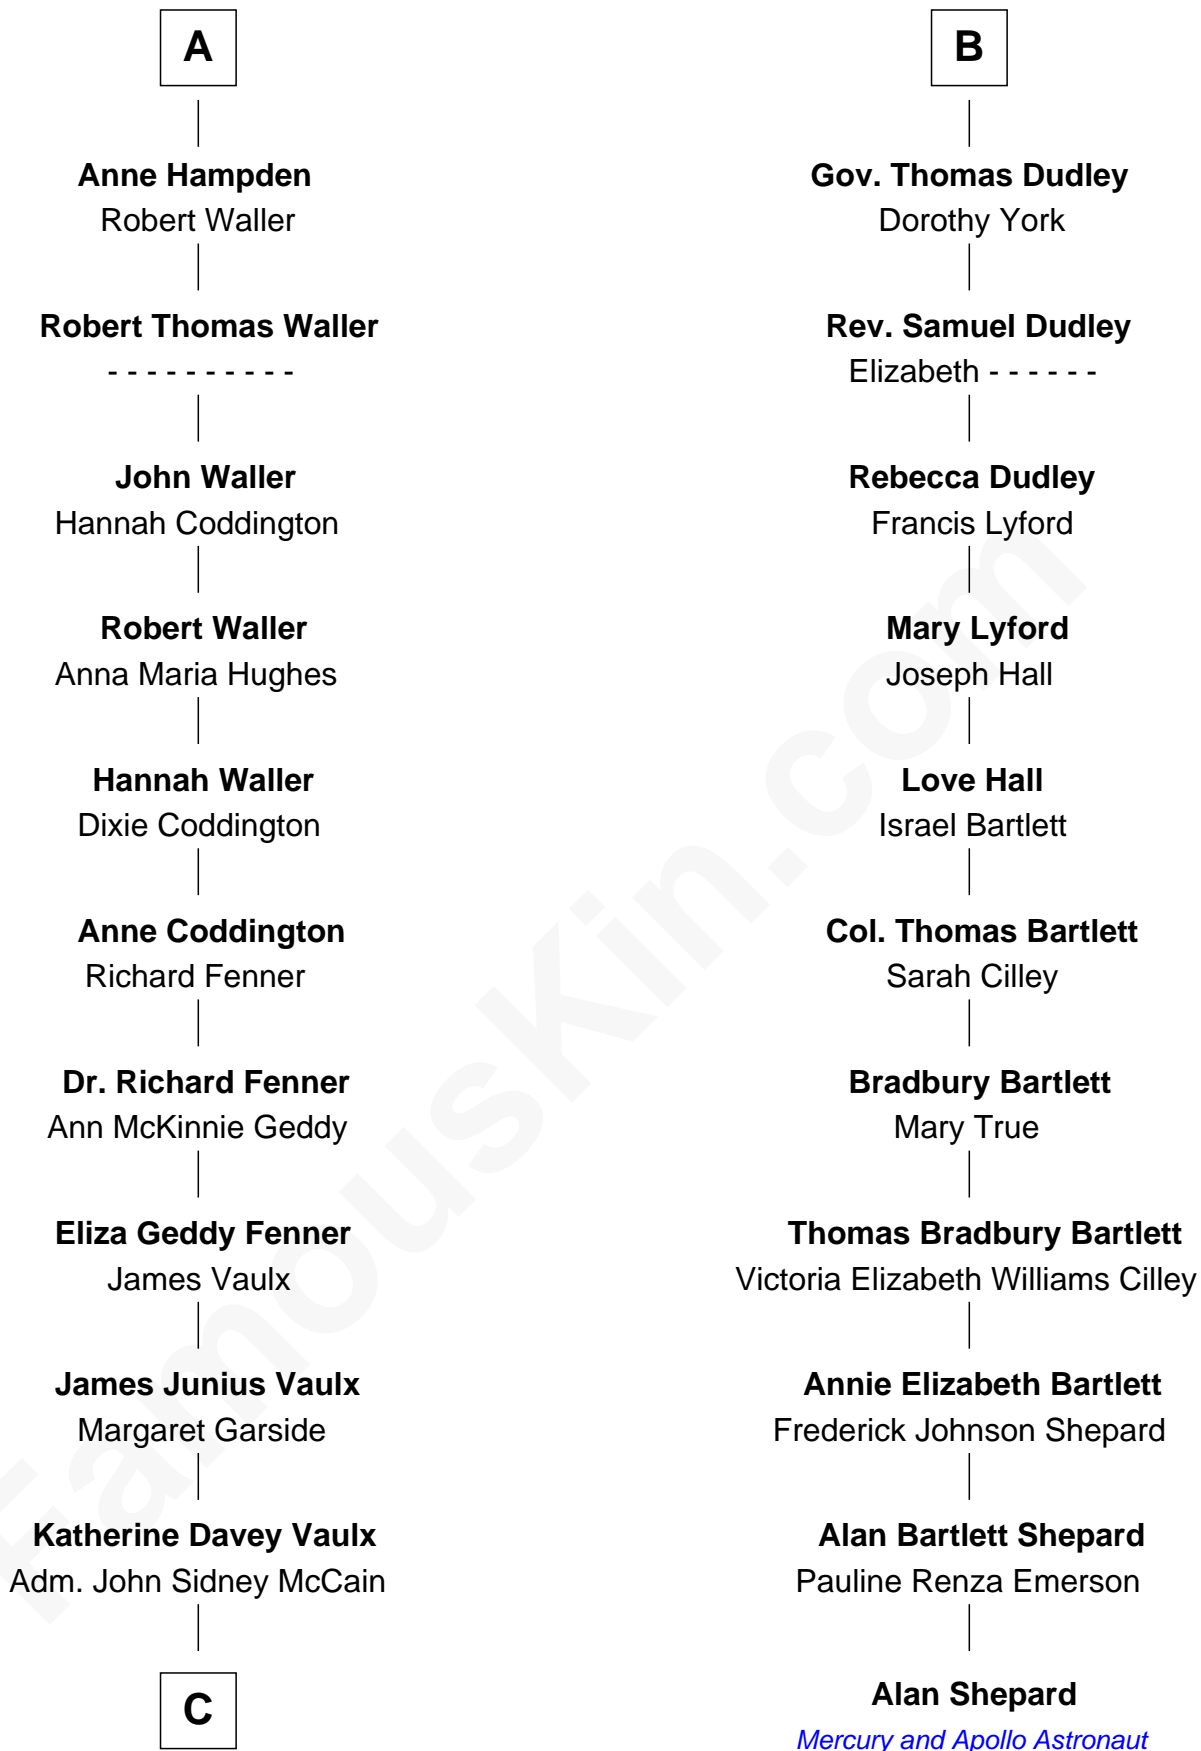 A
Anne Hampden
Robert Waller
Robert Thomas Waller
- - - - - - - - - -
John Waller
Hannah Coddington
Robert Waller
Anna Maria Hughes
Hannah Waller
Dixie Coddington
Anne Coddington
Richard Fenner
Dr. Richard Fenner
Ann McKinnie Geddy
Eliza Geddy Fenner
James Vaulx
James Junius Vaulx
Margaret Garside
Katherine Davey Vaulx
Adm. John Sidney McCain
C
B
Gov. Thomas Dudley
Dorothy York
Rev. Samuel Dudley
Elizabeth - - - - - -
Rebecca Dudley
Francis Lyford
Mary Lyford
Joseph Hall
Love Hall
Israel Bartlett
Col. Thomas Bartlett
Sarah Cilley
Bradbury Bartlett
Mary True
Thomas Bradbury Bartlett
Victoria Elizabeth Williams Cilley
Annie Elizabeth Bartlett
Frederick Johnson Shepard
Alan Bartlett Shepard
Pauline Renza Emerson
Alan Shepard
Mercury and Apollo Astronaut
FamousKin.com